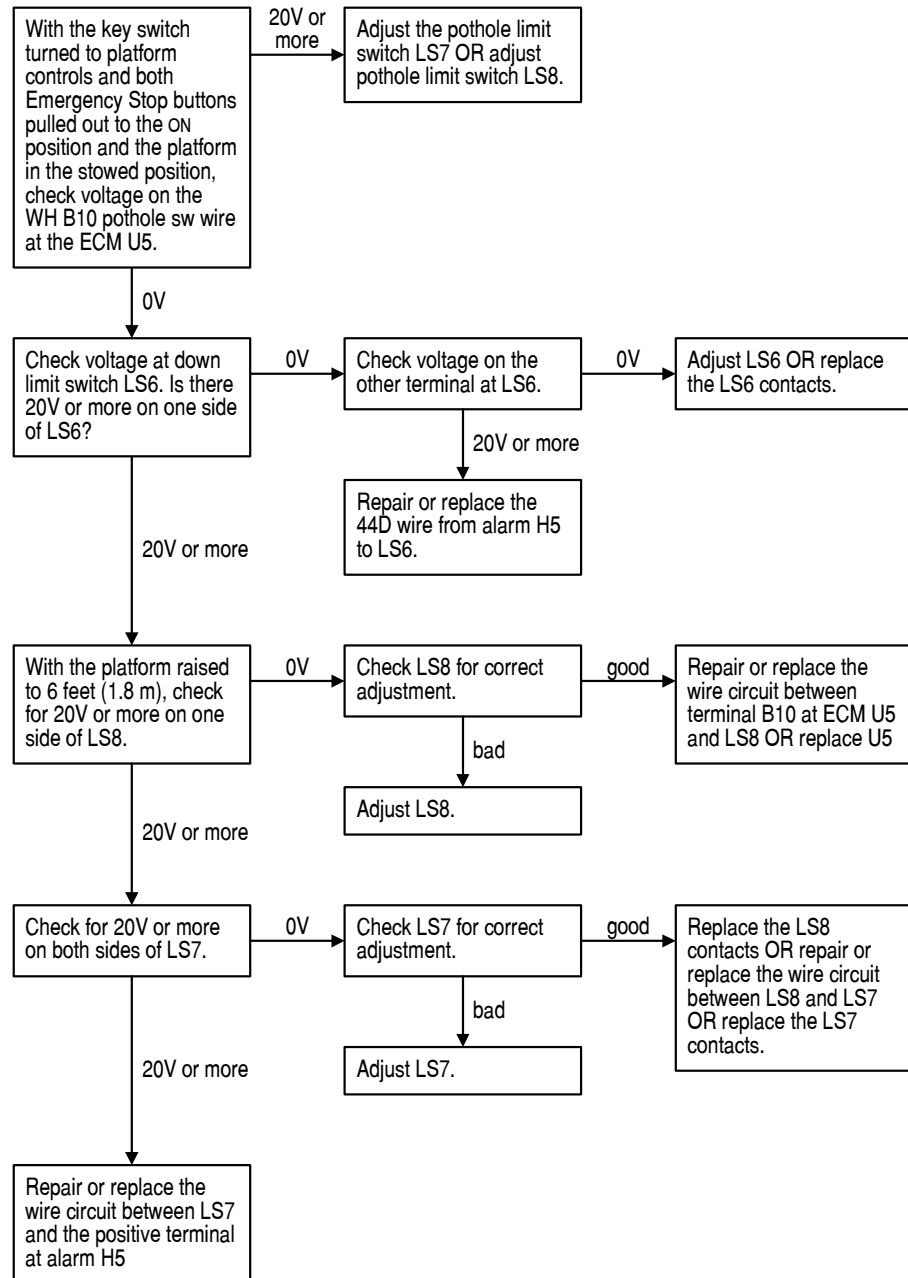 With the key switch
turned to platform
controls and both
Emergency Stop buttons
pulled out to the ON
position and the platform
in the stowed position,
check voltage on the
WH B10 pothole sw wire
at the ECM U5.
20V or
more
Adjust the pothole limit
switch LS7 OR adjust
pothole limit switch LS8.
0V
Check voltage at down
limit switch LS6. Is there
20V or more on one side
of LS6?
0V
Check voltage on the
other terminal at LS6.
0V
Adjust LS6 OR replace
the LS6 contacts.
20V or more
Repair or replace the
44D wire from alarm H5
to LS6.
20V or more
With the platform raised
to 6 feet (1.8 m), check
for 20V or more on one
side of LS8.
0V
Check LS8 for correct
adjustment.
good
Repair or replace the
wire circuit between
terminal B10 at ECM U5
and LS8 OR replace U5
bad
Adjust LS8.
20V or more
Check for 20V or more
on both sides of LS7.
0V
Check LS7 for correct
adjustment.
good
Replace the LS8
contacts OR repair or
replace the wire circuit
between LS8 and LS7
OR replace the LS7
contacts.
bad
Adjust LS7.
20V or more
Repair or replace the
wire circuit between LS7
and the positive terminal
at alarm H5